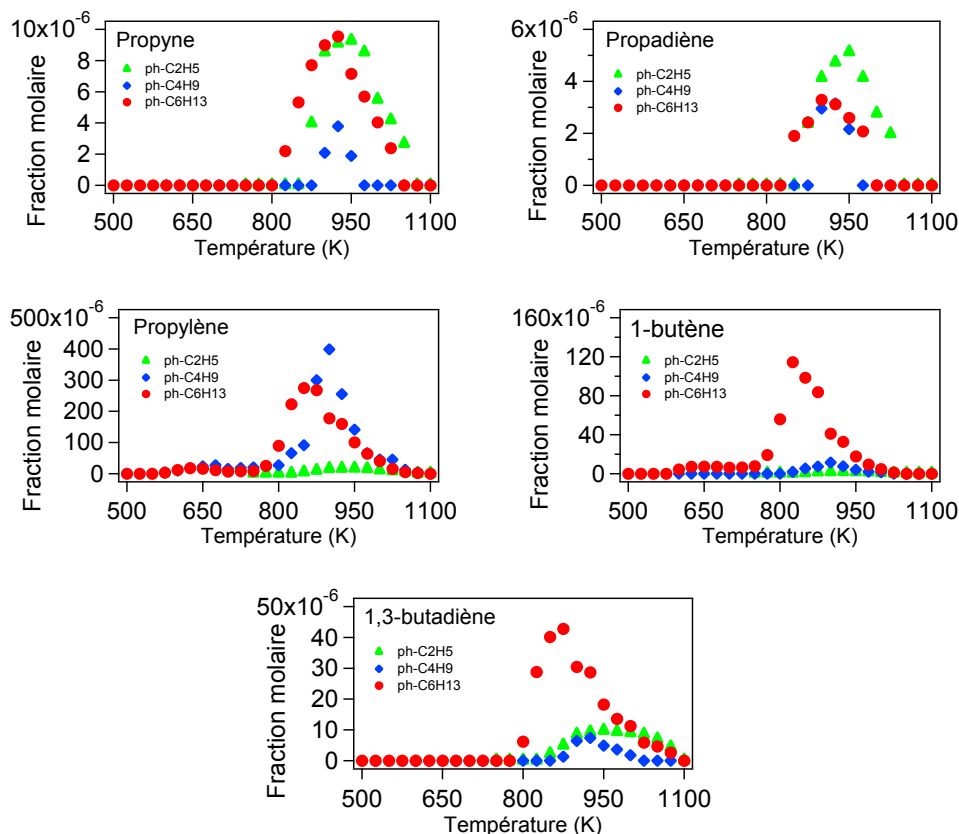 10x10-6
Propyne
ph-C2H5
ph-C4H9
ph-C6H13
8
6
4
2
0
Fraction molaire
500 650 800 950 1100
Température (K)
6x10-6
Propadiène
ph-C2H5
ph-C4H9
ph-C6H13
4
2
0
Fraction molaire
500 650 800 950 1100
Température (K)
500x10-6
Propylène
ph-C2H5
ph-C4H9
ph-C6H13
400
300
200
100
0
Fraction molaire
500 650 800 950 1100
Température (K)
160x10-6
1-butène
ph-C2H5
ph-C4H9
ph-C6H13
120
80
40
0
Fraction molaire
500 650 800 950 1100
Température (K)
50x10-6
1,3-butadiène
ph-C2H5
ph-C4H9
ph-C6H13
40
30
20
10
0
Fraction molaire
500 650 800 950 1100
Température (K)